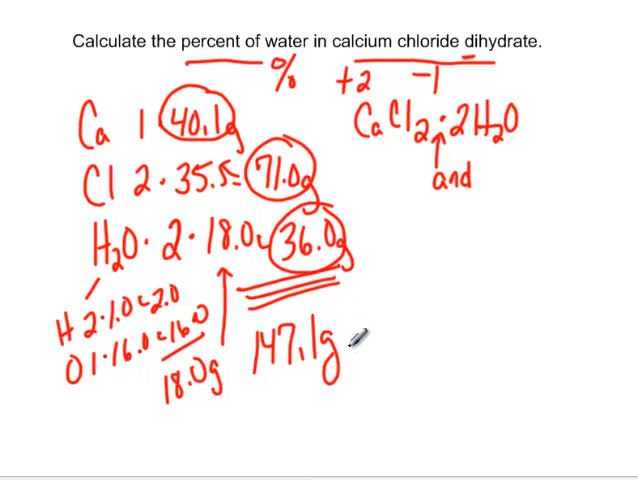 Calculate the percent of water in calcium chloride dihydrate.
%
+2 -1
CaCl2·2H2O
and
Ca 1 40.1g
Cl 2·35.5= 71.0g
H2O·2·18.0= 36.0g
H 2·1.0=2.0
O 1·16.0=16.0
18.0g
147.1g